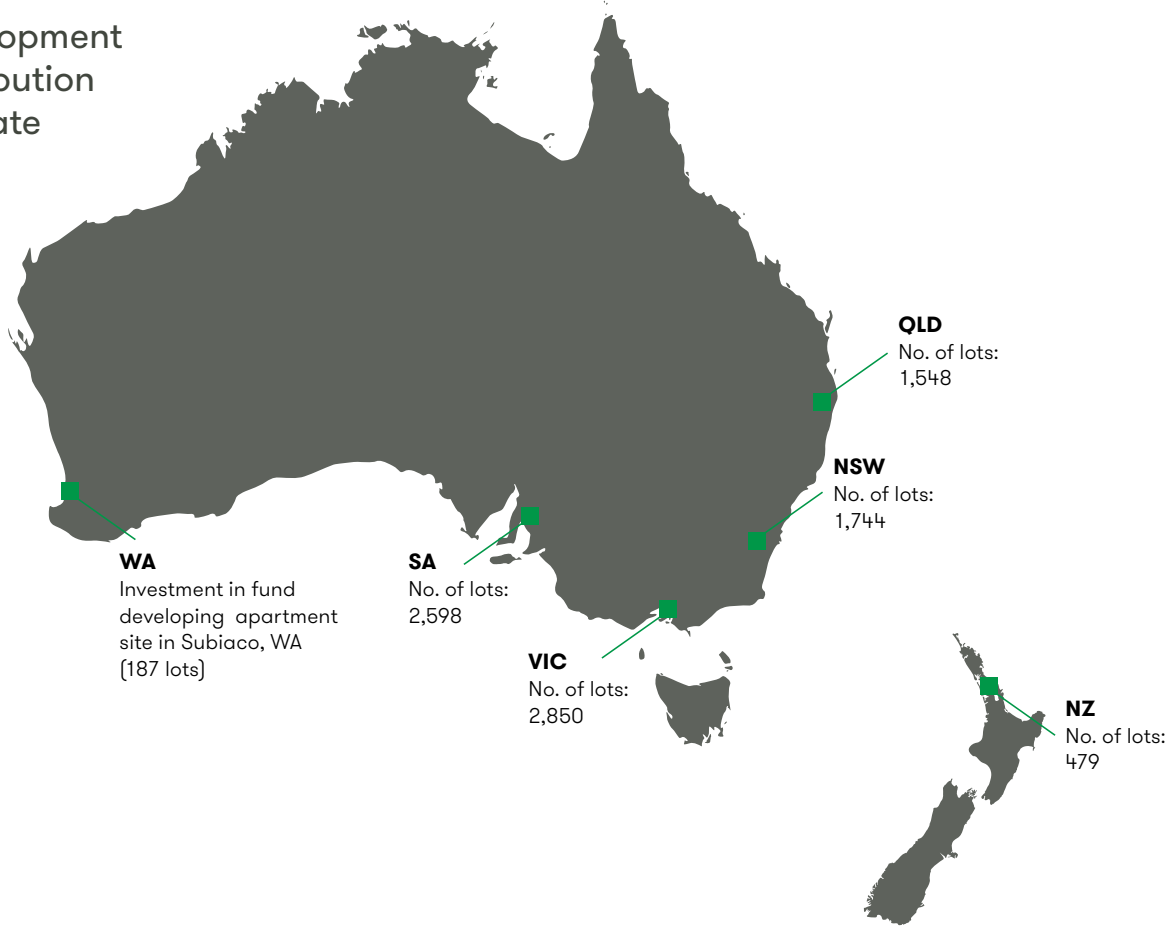 opment
bution
ate
QLD
No. of lots:
1,548
NSW
No. of lots:
1,744
WA
Investment in fund
developing apartment
site in Subiaco, WA
(187 lots)
SA
No. of lots:
2,598
VIC
No. of lots:
2,850
NZ
No. of lots:
479